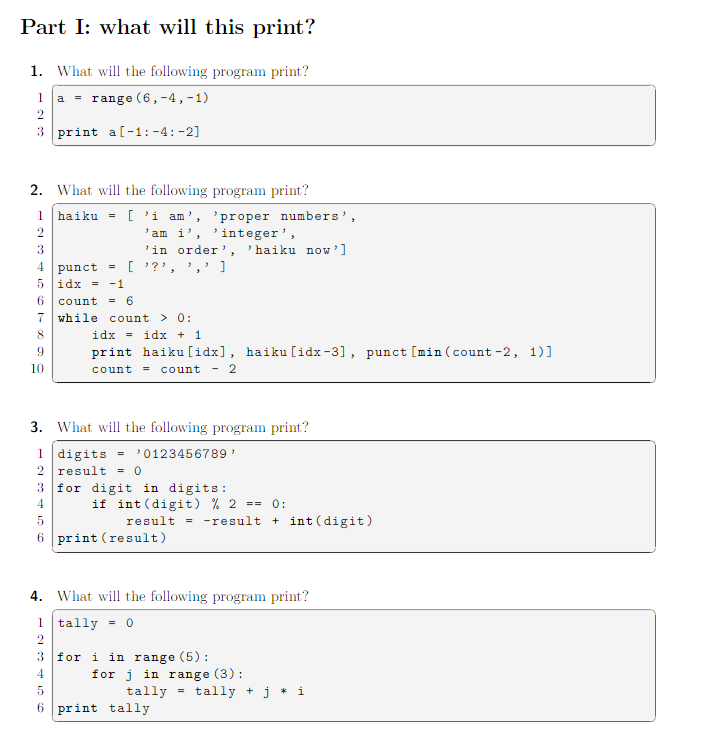 Part I: what will this print?
1. What will the following program print?
1 a = range(6,-4,-1)
2
3 print a[-1:-4:-2]
2. What will the following program print?
1 haiku = [ ’i am’, ’proper numbers’,
2 ’am i’, ’integer’,
3 ’in order’, ’haiku now’]
4 punct = [ ’?’, ’,’ ]
5 idx = -1
6 count = 6
7 while count > 0:
8 idx = idx + 1
9 print haiku[idx], haiku[idx-3], punct[min(count-2, 1)]
10 count = count - 2
3. What will the following program print?
1 digits = ’0123456789’
2 result = 0
3 for digit in digits:
4 if int(digit) % 2 == 0:
5 result = -result + int(digit)
6 print(result)
4. What will the following program print?
1 tally = 0
2
3 for i in range(5):
4 for j in range(3):
5 tally = tally + j * i
6 print tally